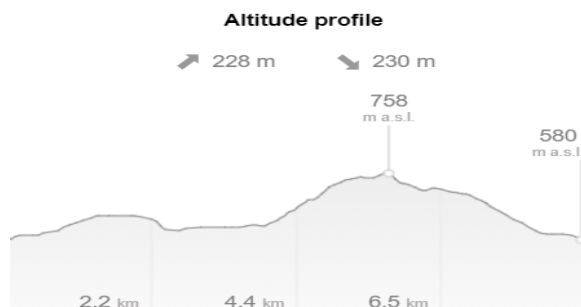 Altitude profile
228 m 230 m
758
m a.s.l.
580
m a.s.l
2.2 km 4.4 km 6.5 km